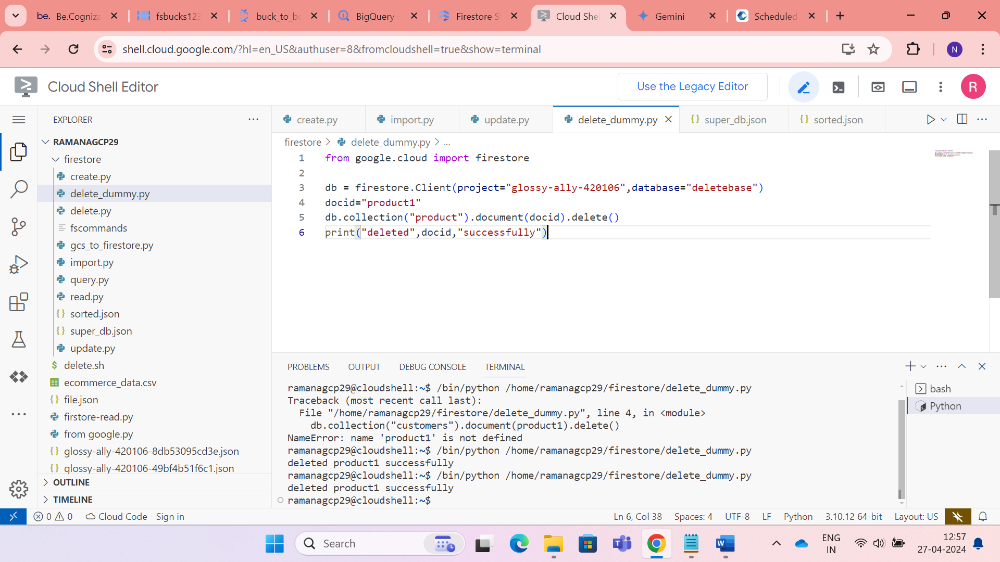 be. Be.Cogniza
fsbucks123
buck_to_b
BigQuery –
Firestore S
Cloud She
Gemini
Scheduled
shell.cloud.google.com/?hl=en_US&authuser=8&fromcloudshell=true&show=terminal
N
Cloud Shell Editor
Use the Legacy Editor
R
EXPLORER
RAMANAGCP29
firestore
create.py
delete_dummy.py
delete.py
fscommands
gcs_to_firestore.py
import.py
query.py
read.py
sorted.json
super_db.json
update.py
delete.sh
ecommerce_data.csv
file.json
firstore-read.py
from google.py
glossy-ally-420106-8db53095cd3e.json
glossy-ally-420106-49bf4b51f6c1.json
OUTLINE
TIMELINE
create.py
import.py
update.py
delete_dummy.py
super_db.json
sorted.json
firestore > delete_dummy.py > ...
1 from google.cloud import firestore
2
3 db = firestore.Client(project="glossy-ally-420106",database="deletebase")
4 docid="product1"
5 db.collection("product").document(docid).delete()
6 print("deleted",docid,"successfully")
PROBLEMS OUTPUT DEBUG CONSOLE TERMINAL
ramanagcp29@cloudshell:~$ /bin/python /home/ramanagcp29/firestore/delete_dummy.py
Traceback (most recent call last):
File "/home/ramanagcp29/firestore/delete_dummy.py", line 4, in <module>
db.collection("customers").document(product1).delete()
NameError: name 'product1' is not defined
ramanagcp29@cloudshell:~$ /bin/python /home/ramanagcp29/firestore/delete_dummy.py
deleted product1 successfully
ramanagcp29@cloudshell:~$ /bin/python /home/ramanagcp29/firestore/delete_dummy.py
deleted product1 successfully
ramanagcp29@cloudshell:~$
bash
Python
0 0 Cloud Code - Sign in
Ln 6, Col 38 Spaces: 4 UTF-8 LF Python 3.10.12 64-bit Layout: US
Search
ENG
IN
12:57
27-04-2024